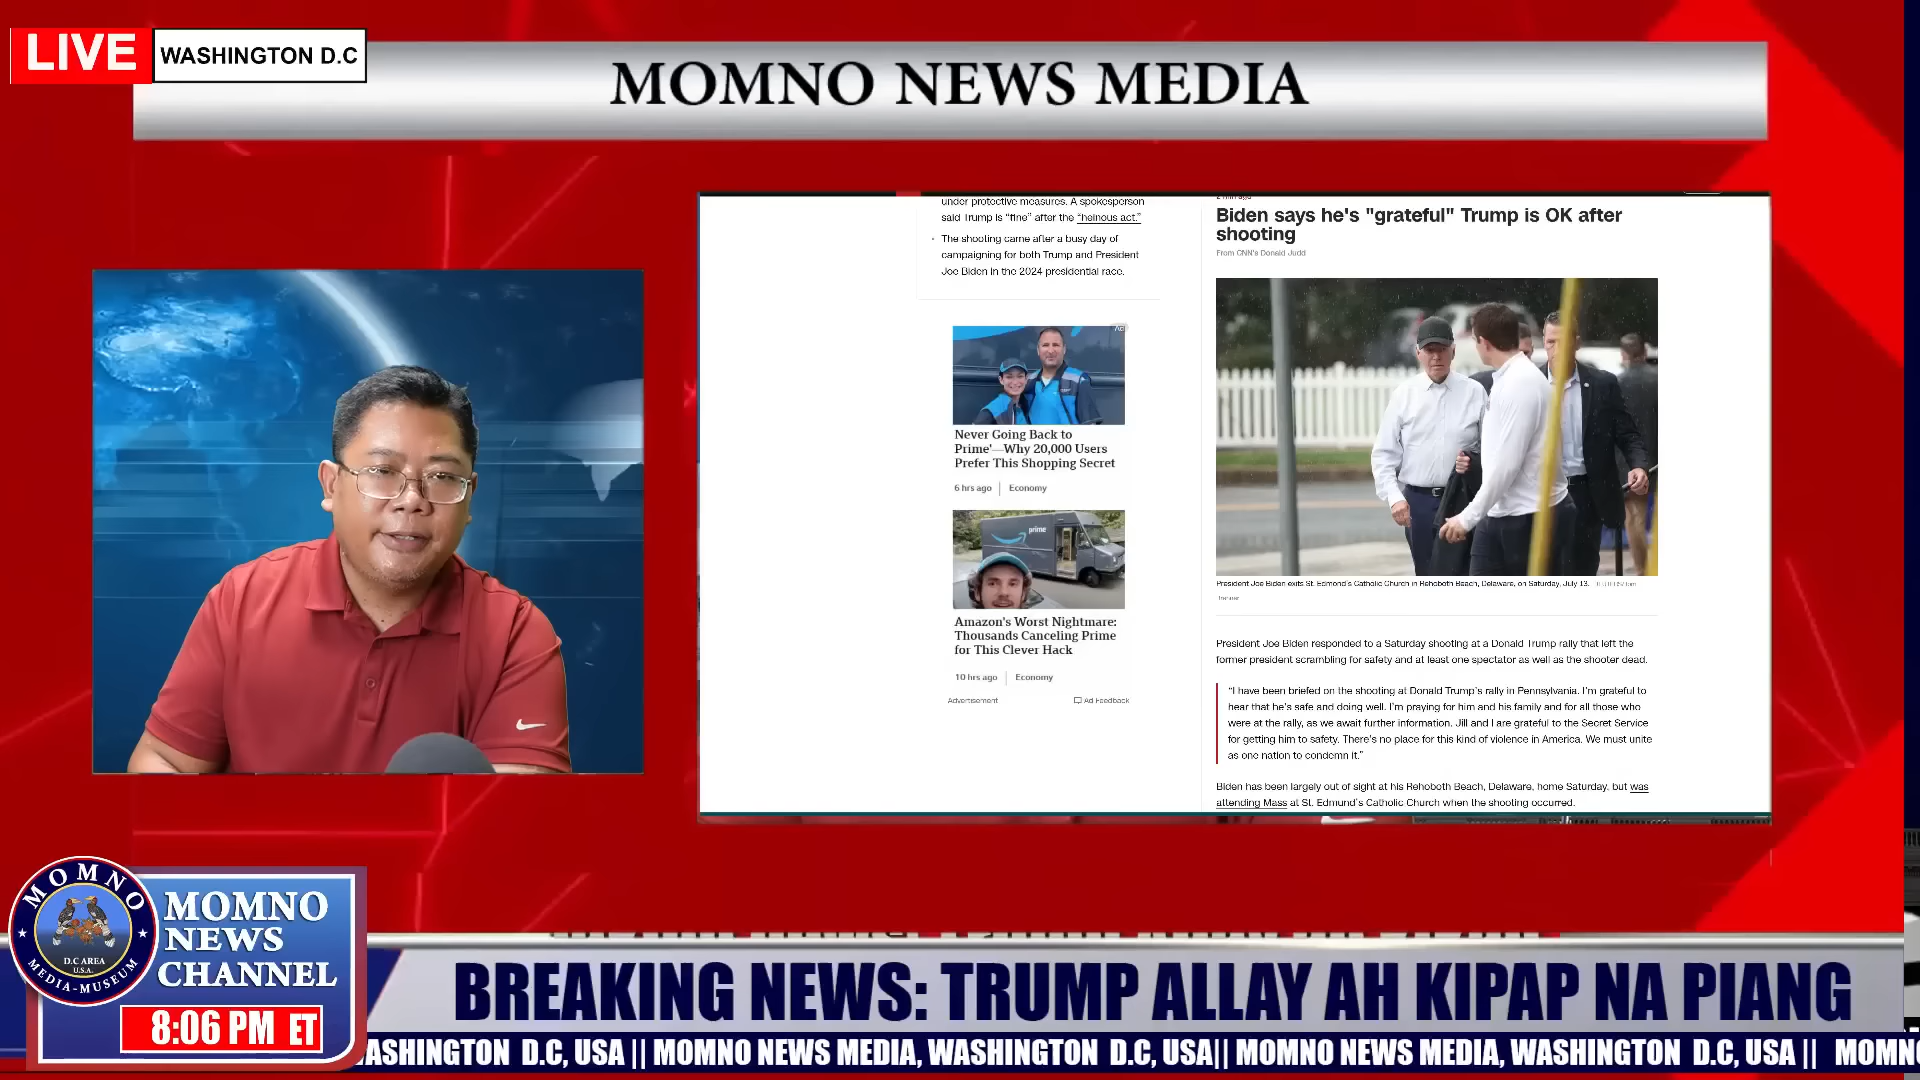 LIVE
WASHINGTON D.C
MOMNO NEWS MEDIA
under protective measures. A spokesperson
said Trump is "fine" after the "heinous act."
The shooting came after a busy day of
campaigning for both Trump and President
Joe Biden in the 2024 presidential race.
Ad
Never Going Back to
Prime'—Why 20,000 Users
Prefer This Shopping Secret
6 hrs ago | Economy
prime
Amazon's Worst Nightmare:
Thousands Canceling Prime
for This Clever Hack
10 hrs ago | Economy
Advertisement
Ad Feedback
Biden says he's "grateful" Trump is OK after
shooting
From CNN's Donald Judd
President Joe Biden exits St. Edmond's Catholic Church in Rehoboth Beach, Delaware, on Saturday, July 13.
President Joe Biden responded to a Saturday shooting at a Donald Trump rally that left the
former president scrambling for safety and at least one spectator as well as the shooter dead.
"I have been briefed on the shooting at Donald Trump's rally in Pennsylvania. I'm grateful to
hear that he's safe and doing well. I'm praying for him and his family and for all those who
were at the rally, as we await further information. Jill and I are grateful to the Secret Service
for getting him to safety. There's no place for this kind of violence in America. We must unite
as one nation to condemn it."
Biden has been largely out of sight at his Rehoboth Beach, Delaware, home Saturday, but was
attending Mass at St. Edmund's Catholic Church when the shooting occurred.
MOMNO
D.C AREA
U.S.A.
MEDIA-MUSEUM
MOMNO
NEWS
CHANNEL
8:06 PM ET
BREAKING NEWS: TRUMP ALLAY AH KIPAP NA PIANG
ASHINGTON D.C, USA || MOMNO NEWS MEDIA, WASHINGTON D.C, USA|| MOMNO NEWS MEDIA, WASHINGTON D.C, USA || MOMNO